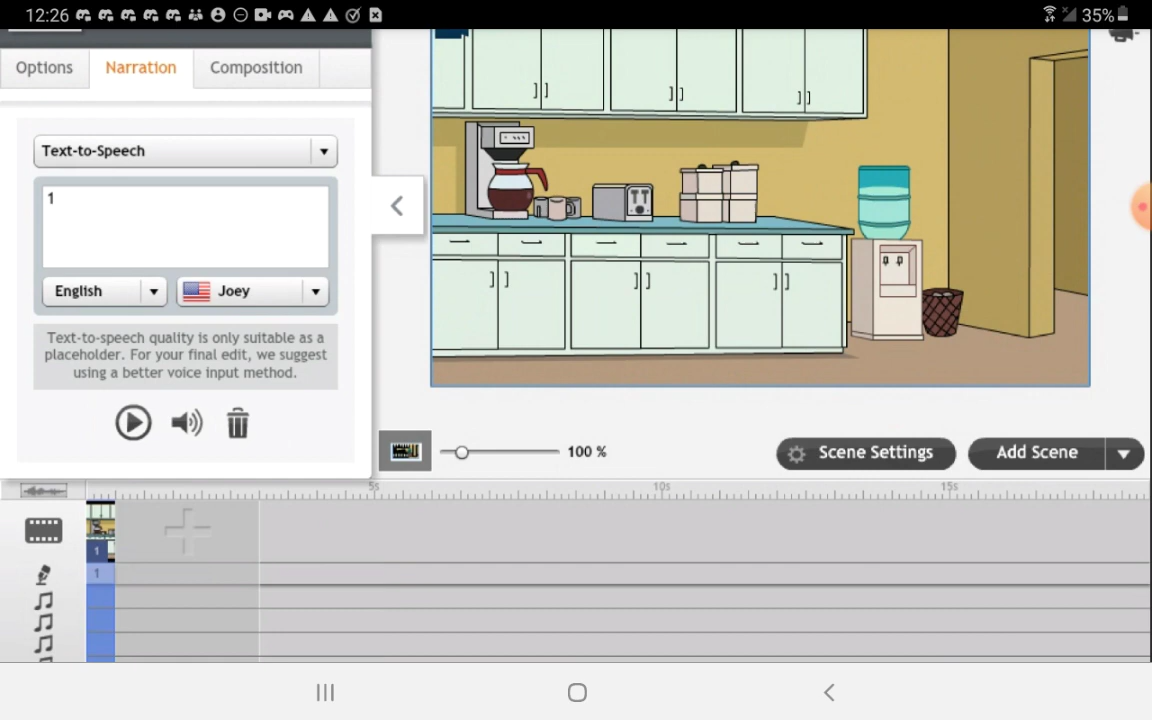 12:26
35%
Options
Narration
Composition
Text-to-Speech
1
English
Joey
Text-to-speech quality is only suitable as a
placeholder. For your final edit, we suggest
using a better voice input method.
100 %
Scene Settings
Add Scene
5s
10s
15s
1
1